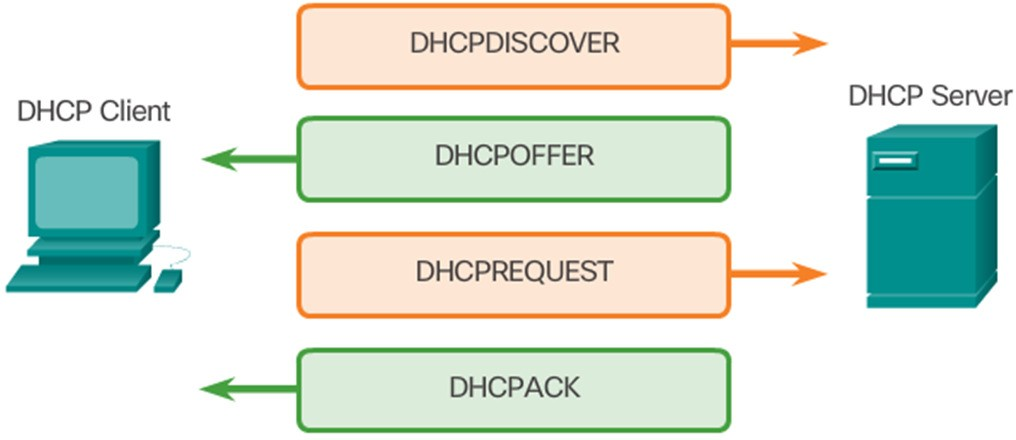 DHCPDISCOVER
DHCP Client
DHCP Server
DHCPOFFER
DHCPREQUEST
DHCPACK